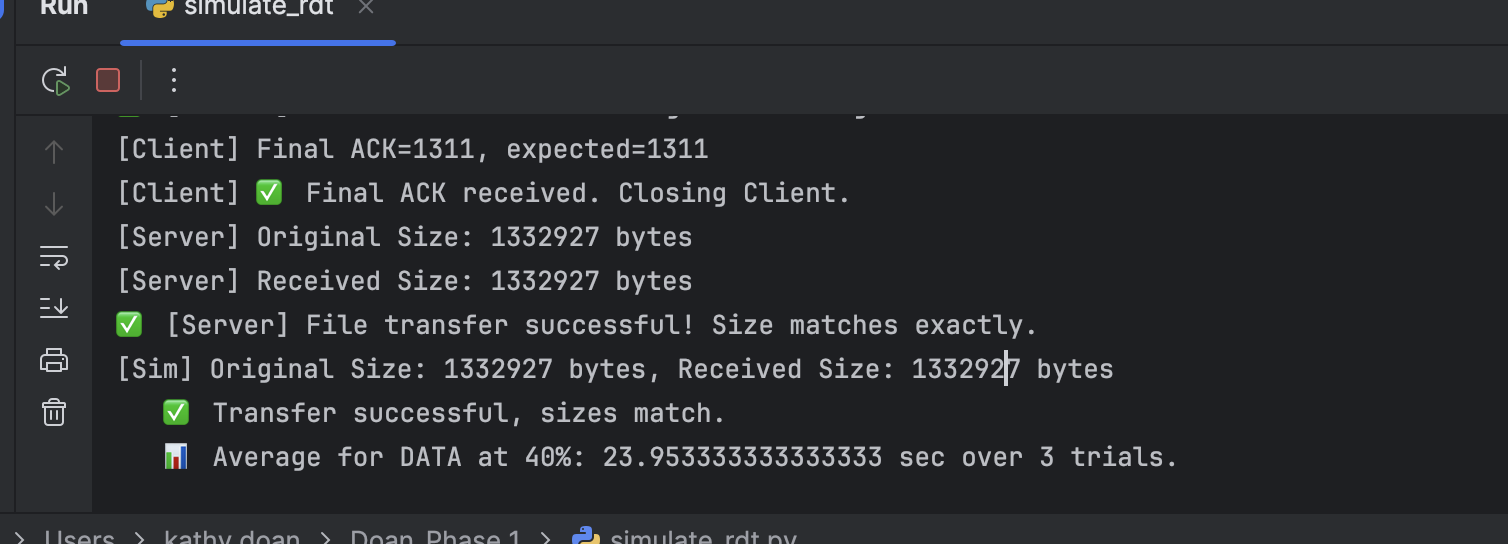 Run simulate_rdt
[Client] Final ACK=1311, expected=1311
[Client] ✅ Final ACK received. Closing Client.
[Server] Original Size: 1332927 bytes
[Server] Received Size: 1332927 bytes
✅ [Server] File transfer successful! Size matches exactly.
[Sim] Original Size: 1332927 bytes, Received Size: 1332927 bytes
✅ Transfer successful, sizes match.
📊 Average for DATA at 40%: 23.953333333333333 sec over 3 trials.
Users > kathy doan > Doan_Phase 1 > simulate_rdt.py